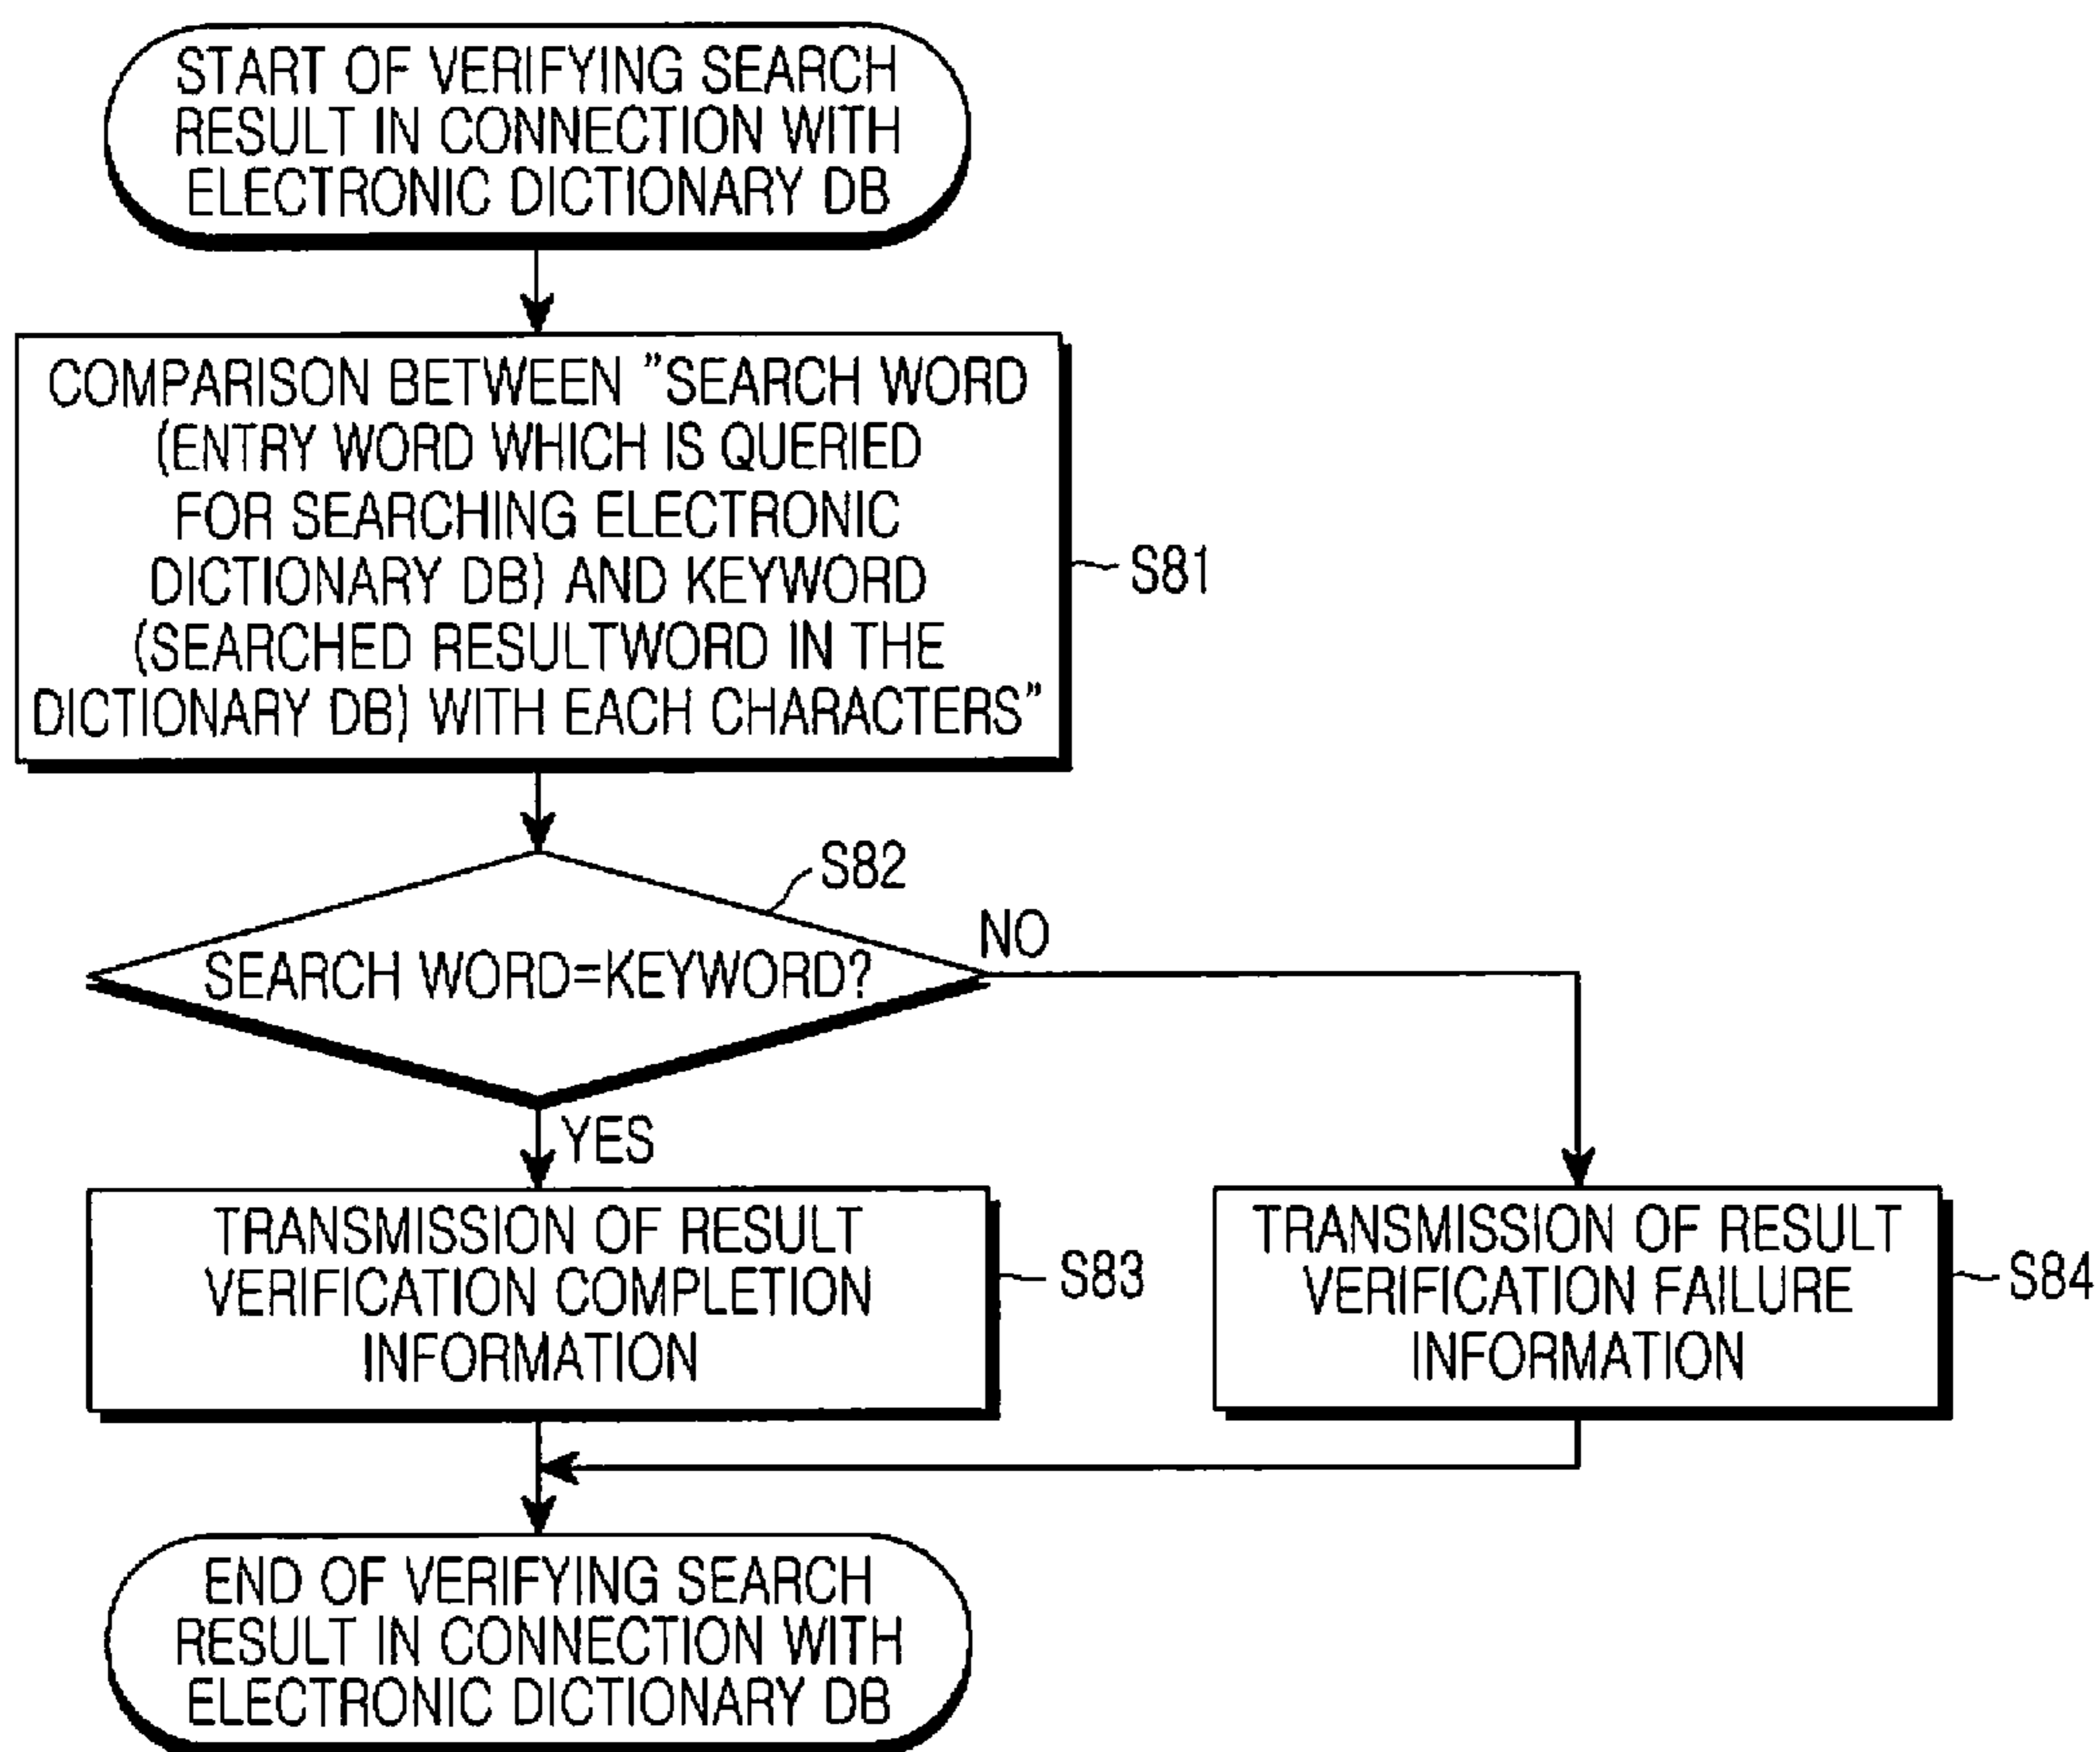 START OF VERIFYING SEARCH
RESULT IN CONNECTION WITH
ELECTRONIC DICTIONARY DB
COMPARISON BETWEEN "SEARCH WORD
(ENTRY WORD WHICH IS QUERIED
FOR SEARCHING ELECTRONIC
DICTIONARY DB) AND KEYWORD
(SEARCHED RESULTWORD IN THE
DICTIONARY DB) WITH EACH CHARACTERS"
S81
S82
SEARCH WORD=KEYWORD?
NO
YES
TRANSMISSION OF RESULT
VERIFICATION COMPLETION
INFORMATION
S83
TRANSMISSION OF RESULT
VERIFICATION FAILURE
INFORMATION
S84
END OF VERIFYING SEARCH
RESULT IN CONNECTION WITH
ELECTRONIC DICTIONARY DB